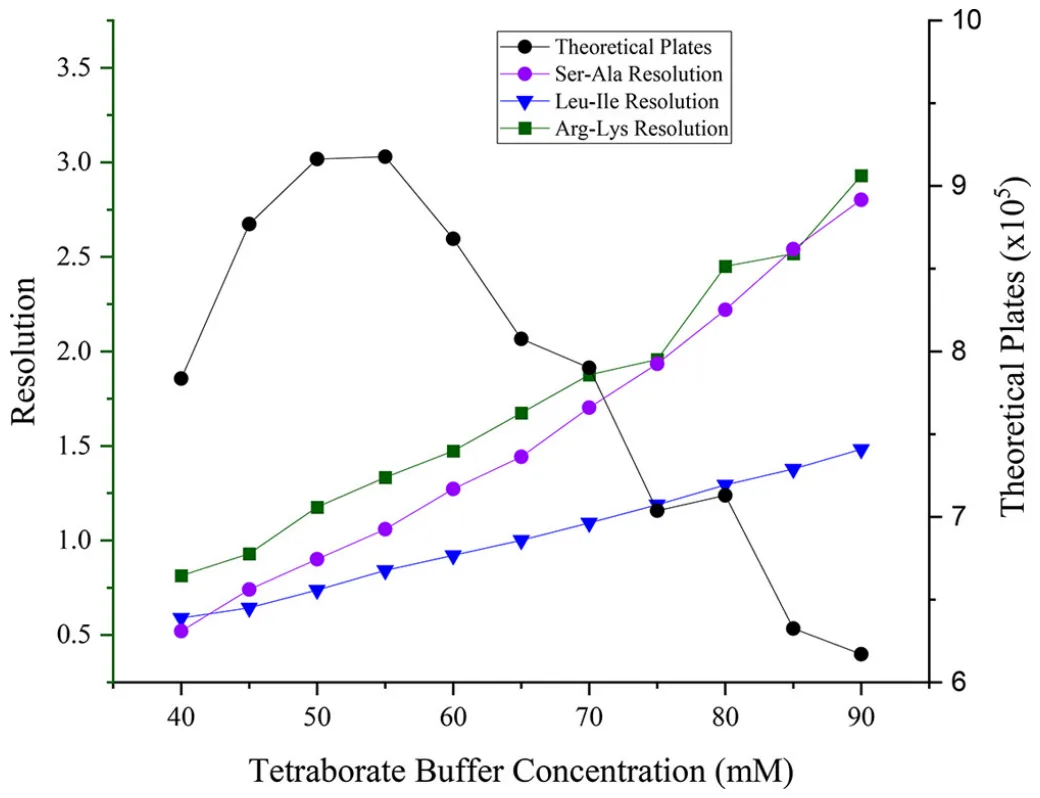 Theoretical Plates
Ser-Ala Resolution
Leu-Ile Resolution
Arg-Lys Resolution
Resolution
3.5
3.0
2.5
2.0
1.5
1.0
0.5
10
9
8
7
6
Theoretical Plates (x10⁵)
40 50 60 70 80 90
Tetraborate Buffer Concentration (mM)